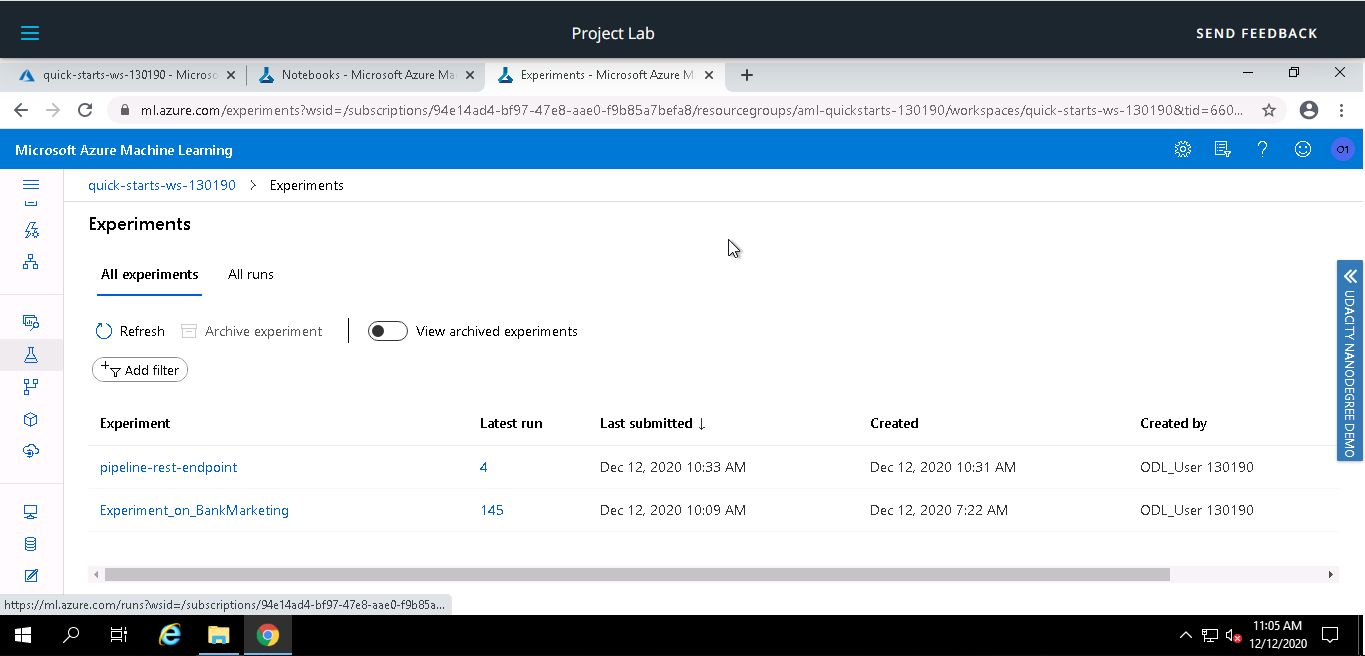 Project Lab
SEND FEEDBACK
quick-starts-ws-130190 - Microso
Notebooks - Microsoft Azure Ma
Experiments - Microsoft Azure M
ml.azure.com/experiments?wsid=/subscriptions/94e14ad4-bf97-47e8-aae0-f9b85a7befa8/resourcegroups/aml-quickstarts-130190/workspaces/quick-starts-ws-130190&tid=660...
Microsoft Azure Machine Learning
O1
quick-starts-ws-130190 > Experiments
Experiments
All experiments All runs
Refresh Archive experiment View archived experiments
Add filter
Experiment Latest run Last submitted ↓ Created Created by
pipeline-rest-endpoint 4 Dec 12, 2020 10:33 AM Dec 12, 2020 10:31 AM ODL_User 130190
Experiment_on_BankMarketing 145 Dec 12, 2020 10:09 AM Dec 12, 2020 7:22 AM ODL_User 130190
UDACITY NANODEGREE DEMO
https://ml.azure.com/runs?wsid=/subscriptions/94e14ad4-bf97-47e8-aae0-f9b85a...
11:05 AM
12/12/2020